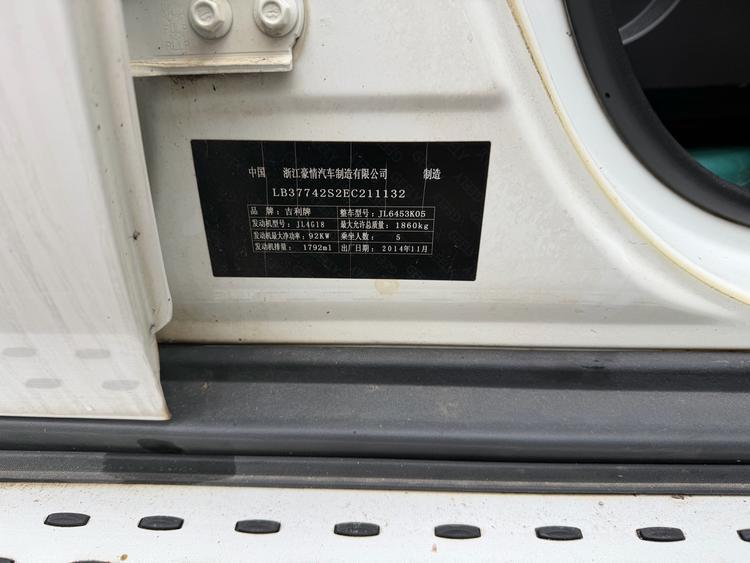 中国 浙江豪情汽车制造有限公司 制造
LB37742S2EC211132
品 牌: 吉利牌 整车型号: JL6453K05
发动机型号: JL4G18 最大允许总质量: 1860kg
发动机最大净功率: 92KW 乘坐人数: 5
发动机排量: 1792ml 出厂日期: 2014年11月